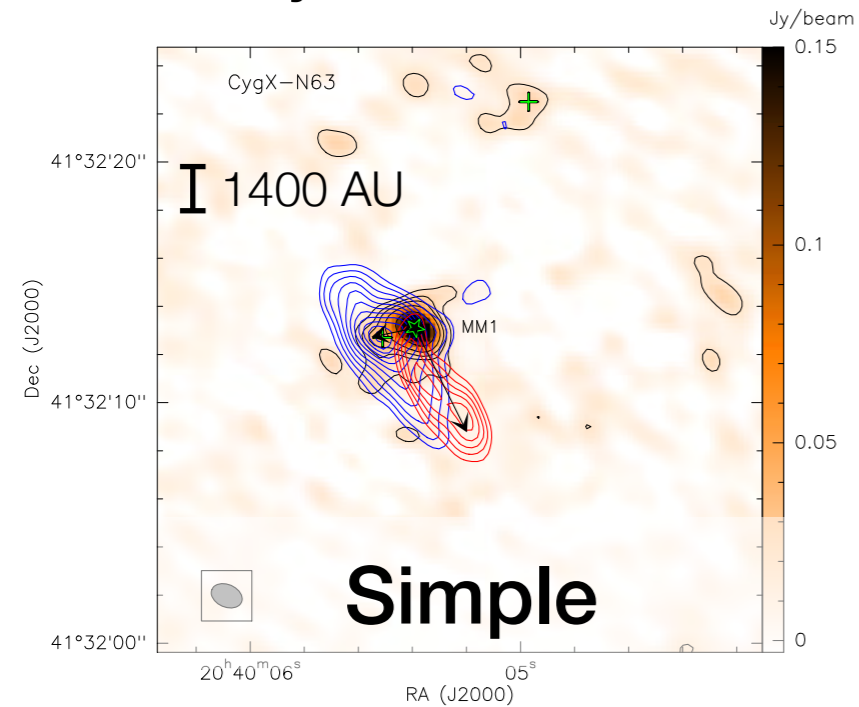 Jy/beam
0.15
CygX-N63
41°32'20''
1400 AU
0.1
MM1
Dec (J2000)
41°32'10''
0.05
Simple
41°32'00''
0
20ʰ40ᵐ06ˢ
05ˢ
RA (J2000)